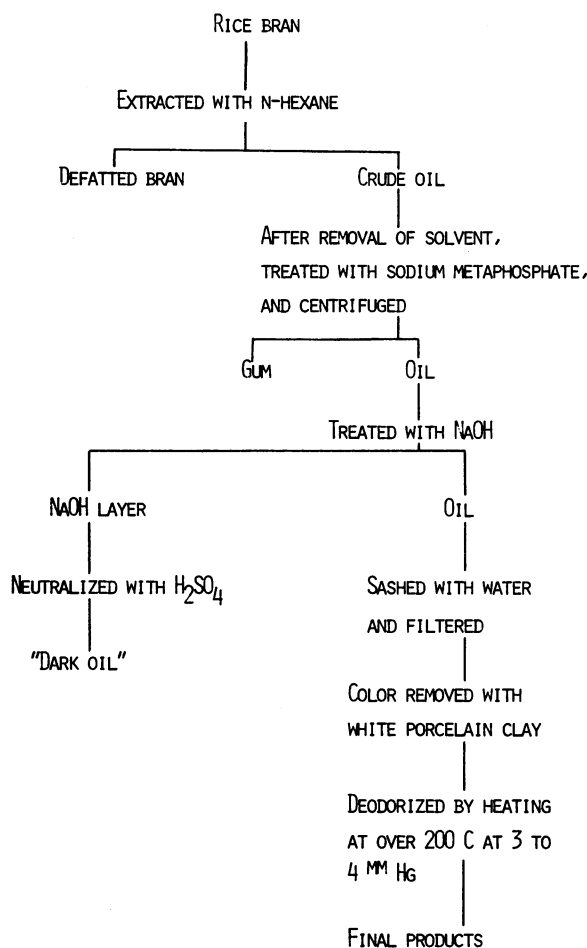 RICE BRAN
EXTRACTED WITH N-HEXANE
DEFATTED BRAN
CRUDE OIL
AFTER REMOVAL OF SOLVENT,
TREATED WITH SODIUM METAPHOSPHATE,
AND CENTRIFUGED
GUM
OIL
TREATED WITH NAOH
NAOH LAYER
OIL
NEUTRALIZED WITH H2SO4
"DARK OIL"
SASHED WITH WATER
AND FILTERED
COLOR REMOVED WITH
WHITE PORCELAIN CLAY
DEODORIZED BY HEATING
AT OVER 200 C AT 3 TO
4 MM HG
FINAL PRODUCTS